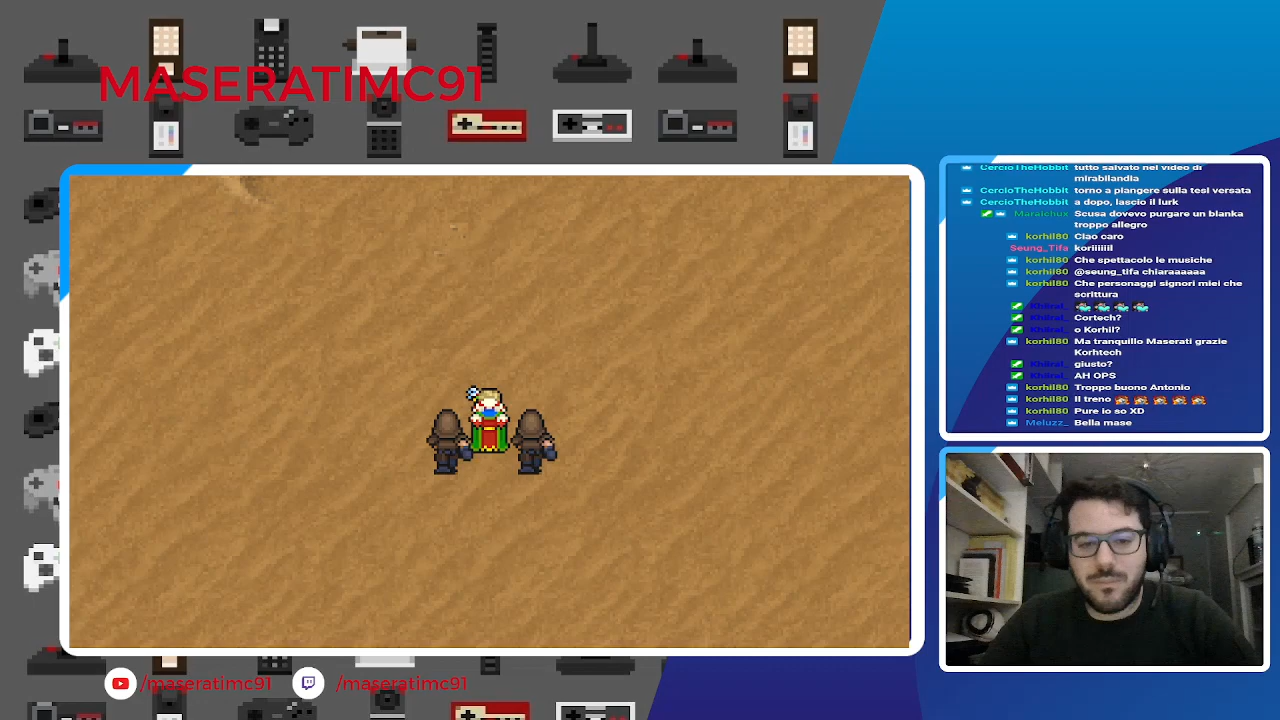 MASERATIMC91
CercioTheHobbit tutto salvato nel video di
mirabilandia
CercioTheHobbit torno a piangere sulla tesi versata
CercioTheHobbit a dopo, lascio il lurk
Maraichux Scusa dovevo purgare un blanka
troppo allegro
korhil80 Ciao caro
Seung_Tifa koriiiiiil
korhil80 Che spettacolo le musiche
korhil80 @seung_tifa chiaraaaaaa
korhil80 Che personaggi signori miei che
scrittura
Cortech?
o Korhil?
korhil80 Ma tranquillo Maserati grazie
Korhtech
giusto?
AH OPS
korhil80 Troppo buono Antonio
korhil80 Il treno
korhil80 Pure io so XD
Meluzz_ Bella mase
/maseratimc91
/maseratimc91